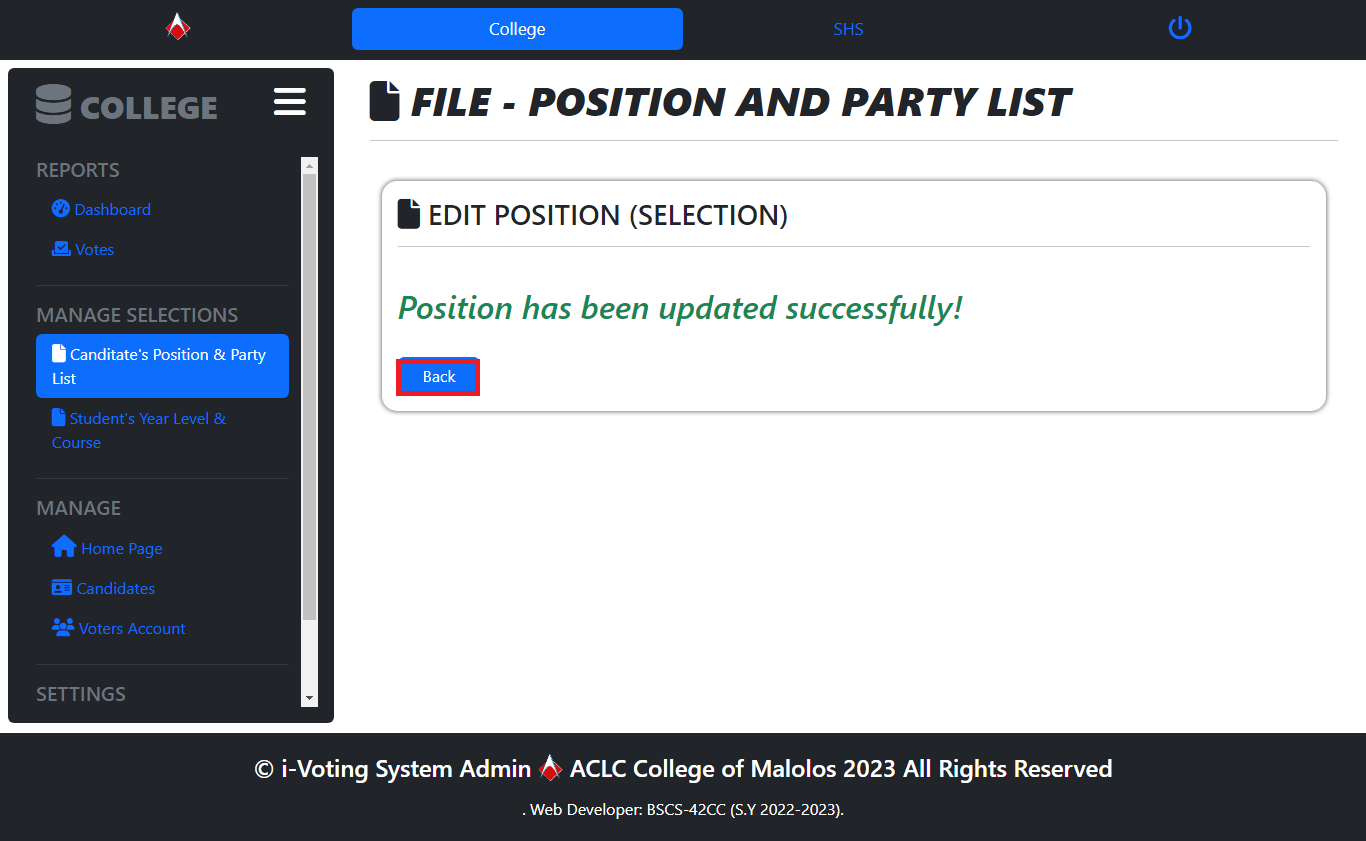 College
SHS
COLLEGE
REPORTS
Dashboard
Votes
MANAGE SELECTIONS
Canditate's Position & Party
List
Student's Year Level &
Course
MANAGE
Home Page
Candidates
Voters Account
SETTINGS
FILE - POSITION AND PARTY LIST
EDIT POSITION (SELECTION)
Position has been updated successfully!
Back
© i-Voting System Admin ACLC College of Malolos 2023 All Rights Reserved
. Web Developer: BSCS-42CC (S.Y 2022-2023).